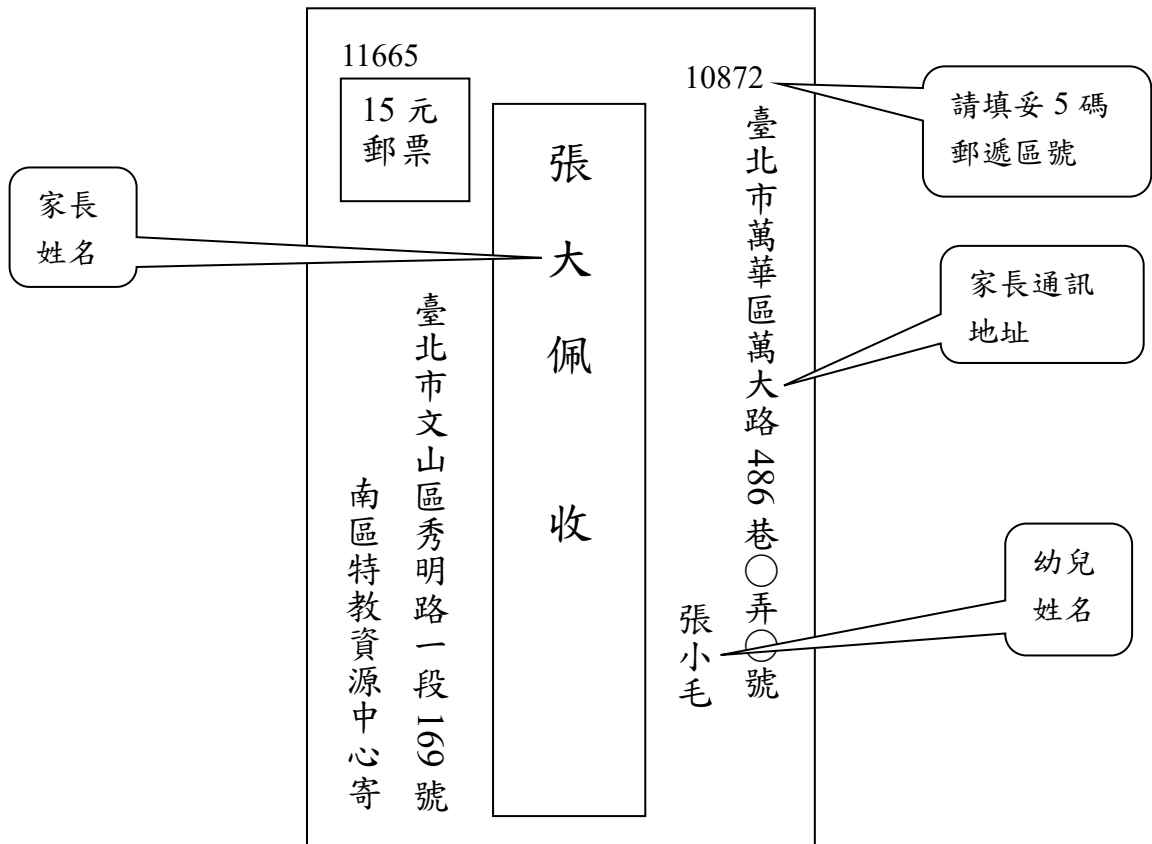 11665
15 元
郵票
10872
臺北市萬華區萬大路 486 巷○弄○號
張小毛
張大佩 收
臺北市文山區秀明路一段 169 號
南區特教資源中心寄
家長
姓名
請填妥 5 碼
郵遞區號
家長通訊
地址
幼兒
姓名